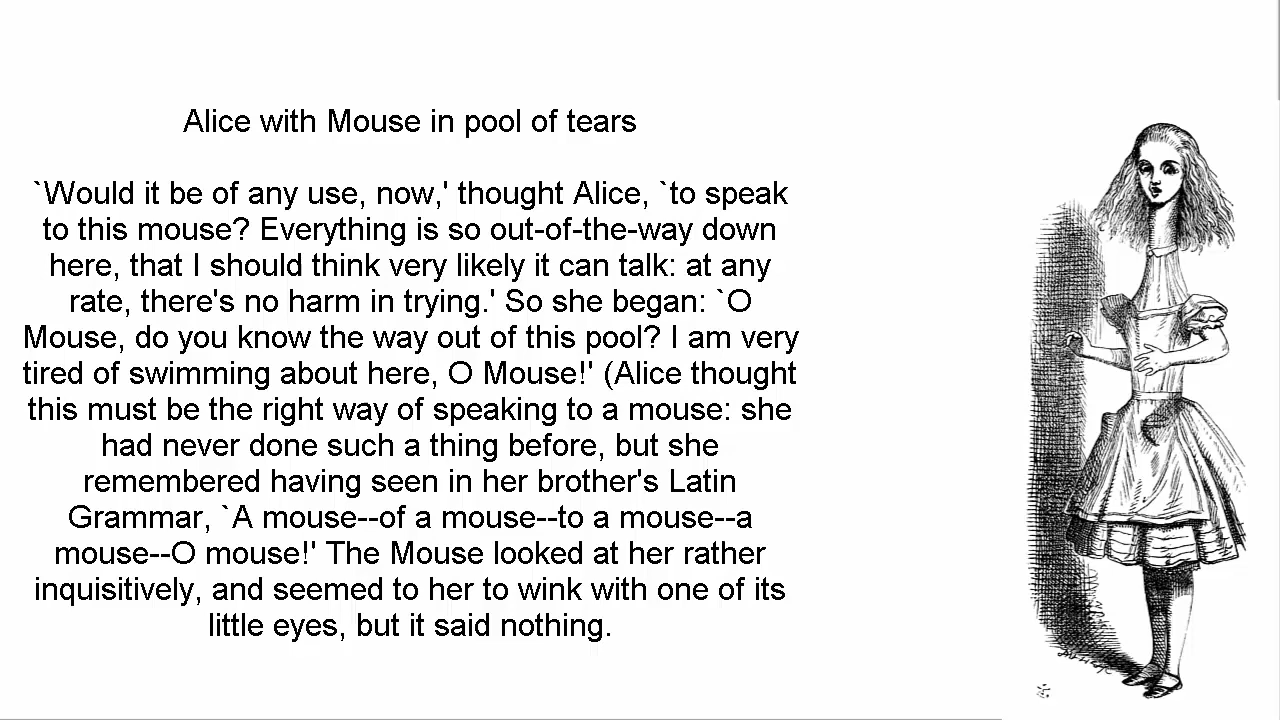 Alice with Mouse in pool of tears
`Would it be of any use, now,' thought Alice, `to speak
to this mouse? Everything is so out-of-the-way down
here, that I should think very likely it can talk: at any
rate, there's no harm in trying.' So she began: `O
Mouse, do you know the way out of this pool? I am very
tired of swimming about here, O Mouse!' (Alice thought
this must be the right way of speaking to a mouse: she
had never done such a thing before, but she
remembered having seen in her brother's Latin
Grammar, `A mouse--of a mouse--to a mouse--a
mouse--O mouse!' The Mouse looked at her rather
inquisitively, and seemed to her to wink with one of its
little eyes, but it said nothing.